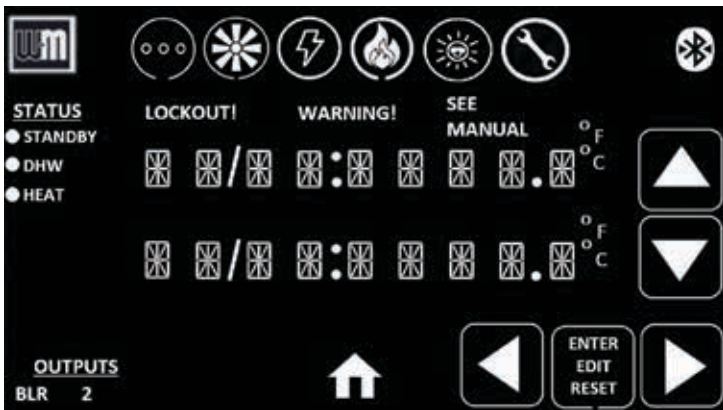 WM
STATUS
STANDBY
DHW
HEAT
LOCKOUT!
WARNING!
SEE
MANUAL
°F
°C
°F
°C
ENTER
EDIT
RESET
OUTPUTS
BLR 2